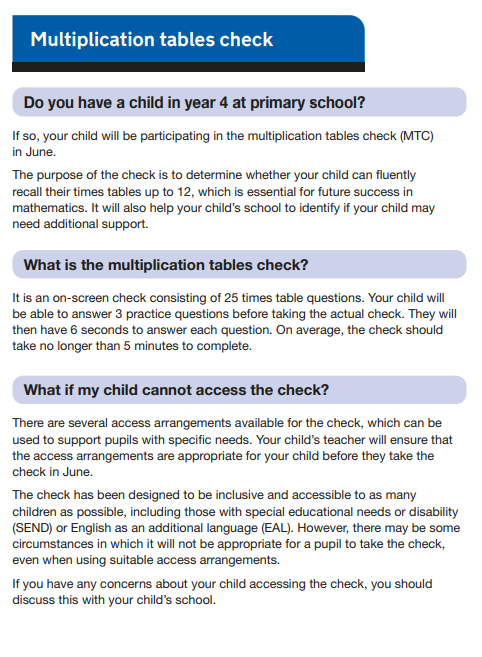 Multiplication tables check
Do you have a child in year 4 at primary school?
If so, your child will be participating in the multiplication tables check (MTC)
in June.
The purpose of the check is to determine whether your child can fluently
recall their times tables up to 12, which is essential for future success in
mathematics. It will also help your child's school to identify if your child may
need additional support.
What is the multiplication tables check?
It is an on-screen check consisting of 25 times table questions. Your child will
be able to answer 3 practice questions before taking the actual check. They will
then have 6 seconds to answer each question. On average, the check should
take no longer than 5 minutes to complete.
What if my child cannot access the check?
There are several access arrangements available for the check, which can be
used to support pupils with specific needs. Your child's teacher will ensure that
the access arrangements are appropriate for your child before they take the
check in June.
The check has been designed to be inclusive and accessible to as many
children as possible, including those with special educational needs or disability
(SEND) or English as an additional language (EAL). However, there may be some
circumstances in which it will not be appropriate for a pupil to take the check,
even when using suitable access arrangements.
If you have any concerns about your child accessing the check, you should
discuss this with your child's school.